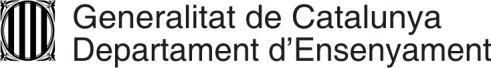 Generalitat de Catalunya
Departament d'Ensenyament